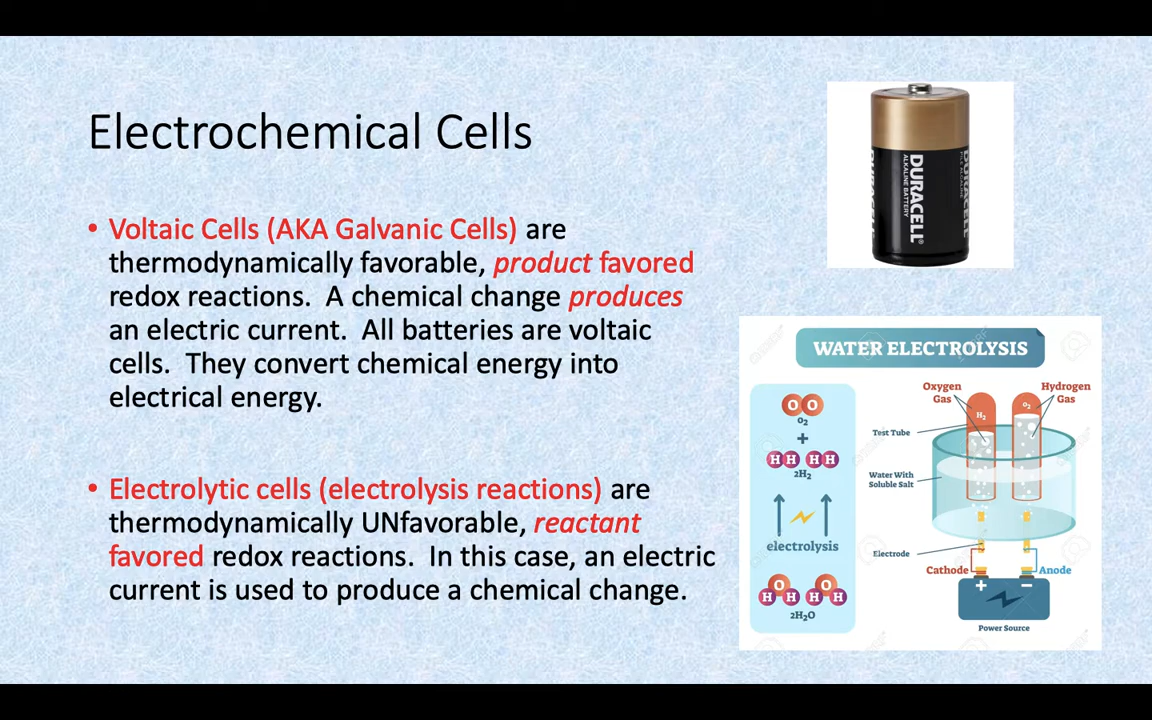 Electrochemical Cells
• Voltaic Cells (AKA Galvanic Cells) are
thermodynamically favorable, product favored
redox reactions.  A chemical change produces
an electric current.  All batteries are voltaic
cells.  They convert chemical energy into
electrical energy.
• Electrolytic cells (electrolysis reactions) are
thermodynamically UNfavorable, reactant
favored redox reactions.  In this case, an electric
current is used to produce a chemical change.
DURACELL®
ALKALINE BATTERY
WATER ELECTROLYSIS
O O
O2
+
H H H H
2H2
electrolysis
O O
H H H H
2H2O
Oxygen
Gas
Hydrogen
Gas
H2
O2
Test Tube
Water With
Soluble Salt
Electrode
Cathode
Anode
+ −
Power Source